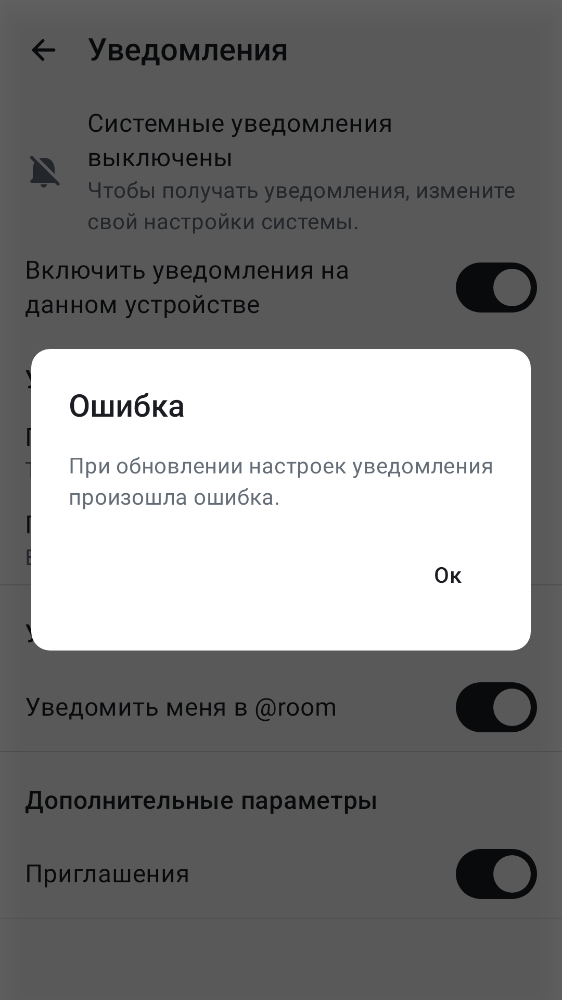 Уведомления
Системные уведомления
выключены
Чтобы получать уведомления, измените
свой настройки системы.
Включить уведомления на
данном устройстве
Ошибка
При обновлении настроек уведомления
произошла ошибка.
Ок
Уведомить меня в @room
Дополнительные параметры
Приглашения